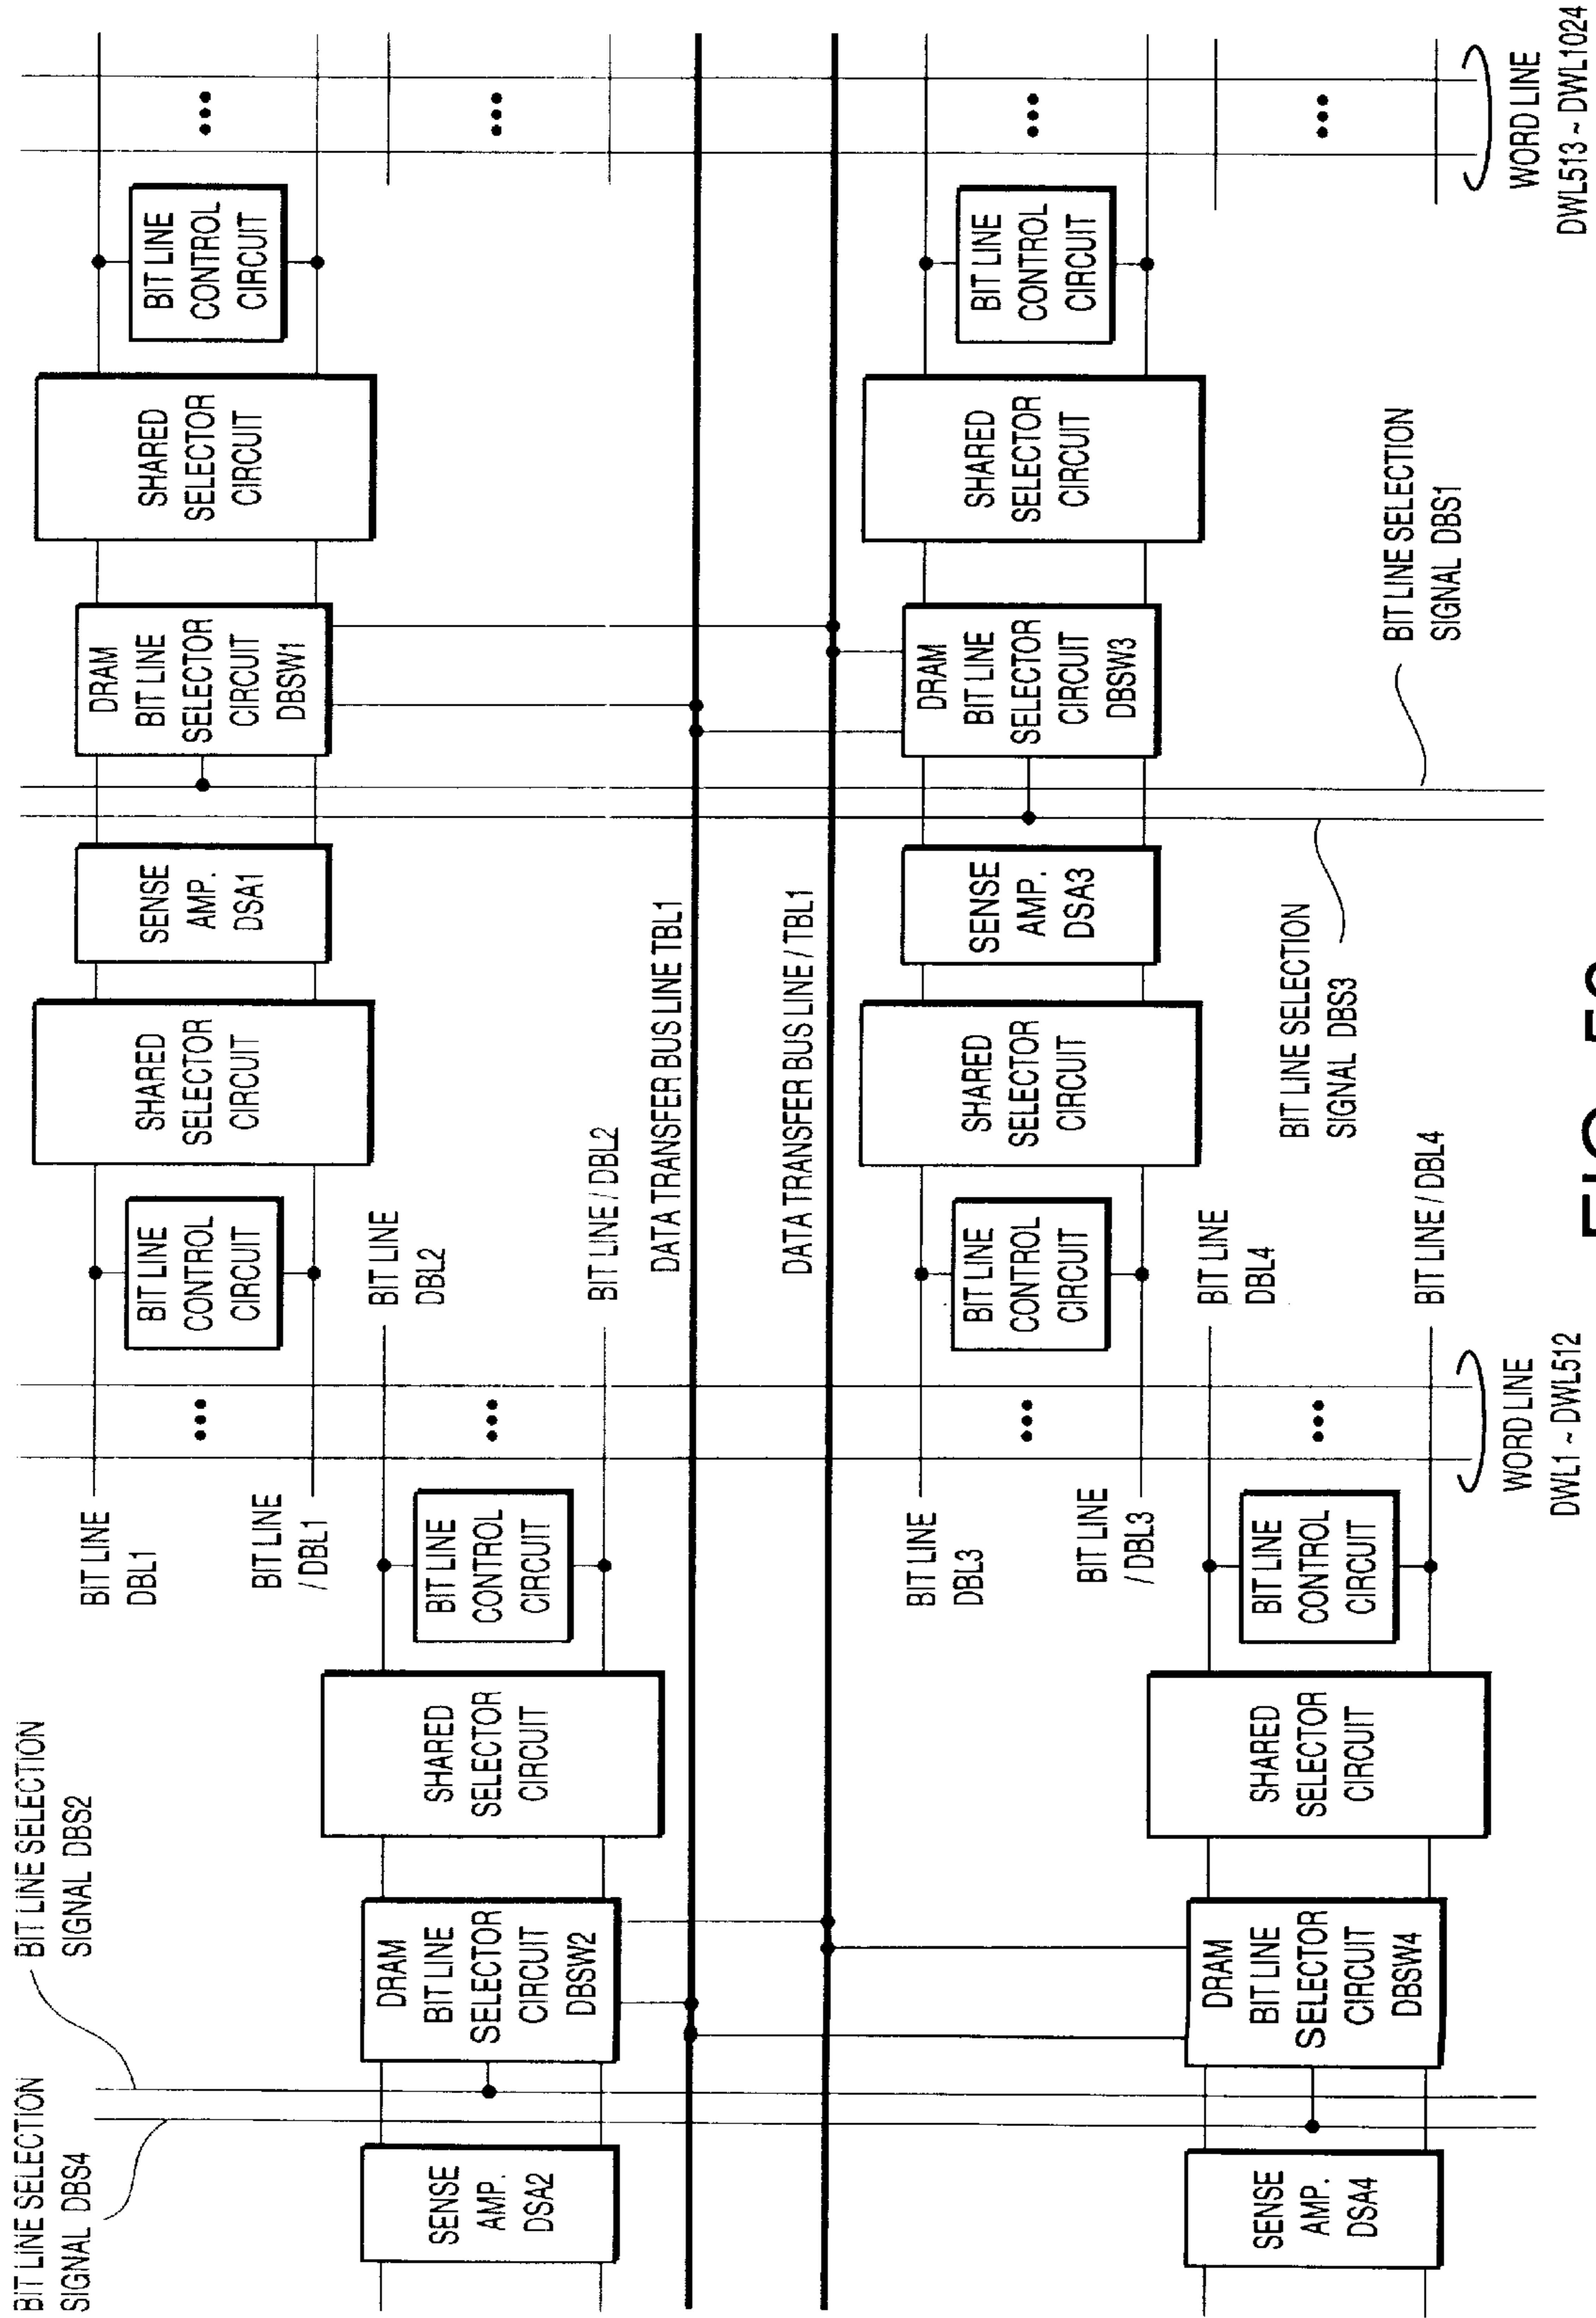 BIT LINE SELECTION
SIGNAL DBS4
BIT LINE SELECTION
SIGNAL DBS2
BIT LINE
DBL1
BIT LINE
/ DBL1
BIT LINE
CONTROL
CIRCUIT
SHARED
SELECTOR
CIRCUIT
SENSE
AMP.
DSA1
DRAM
BIT LINE
SELECTOR
CIRCUIT
DBSW1
SHARED
SELECTOR
CIRCUIT
BIT LINE
CONTROL
CIRCUIT
SENSE
AMP.
DSA2
DRAM
BIT LINE
SELECTOR
CIRCUIT
DBSW2
SHARED
SELECTOR
CIRCUIT
BIT LINE
CONTROL
CIRCUIT
BIT LINE
DBL2
BIT LINE / DBL2
DATA TRANSFER BUS LINE TBL1
DATA TRANSFER BUS LINE / TBL1
BIT LINE
DBL3
BIT LINE
/ DBL3
BIT LINE
CONTROL
CIRCUIT
SHARED
SELECTOR
CIRCUIT
SENSE
AMP.
DSA3
DRAM
BIT LINE
SELECTOR
CIRCUIT
DBSW3
SHARED
SELECTOR
CIRCUIT
BIT LINE
CONTROL
CIRCUIT
SENSE
AMP.
DSA4
DRAM
BIT LINE
SELECTOR
CIRCUIT
DBSW4
SHARED
SELECTOR
CIRCUIT
BIT LINE
CONTROL
CIRCUIT
BIT LINE
DBL4
BIT LINE / DBL4
BIT LINE SELECTION
SIGNAL DBS3
BIT LINE SELECTION
SIGNAL DBS1
WORD LINE
DWL1 ~ DWL512
WORD LINE
DWL513 ~ DWL1024
FIG.